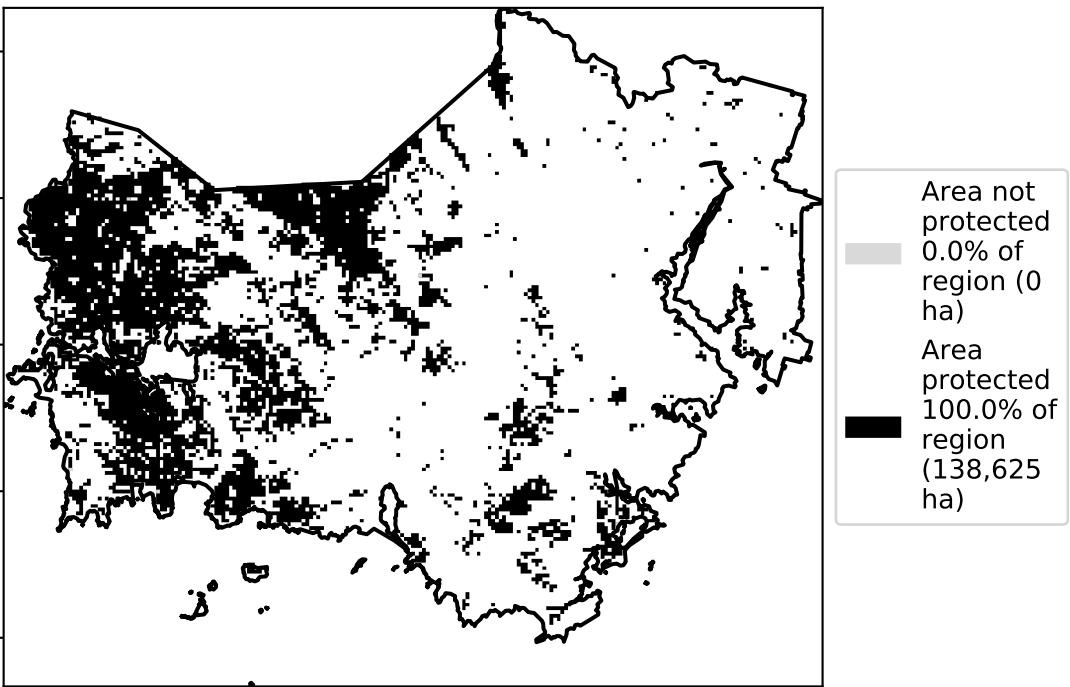 Area not
protected
0.0% of
region (0
ha)
Area
protected
100.0% of
region
(138,625
ha)